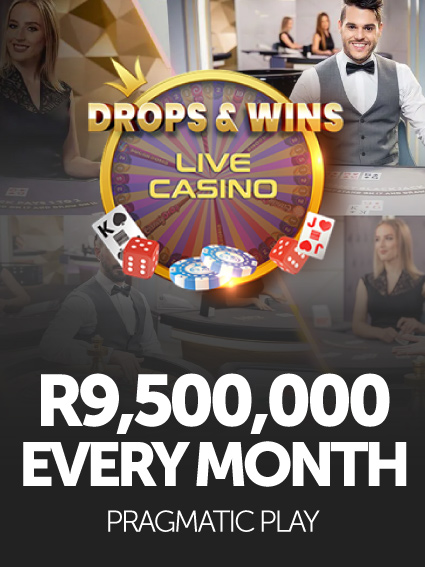 DROPS & WINS
LIVE
CASINO
K
J
J
R9,500,000
EVERY MONTH
PRAGMATIC PLAY